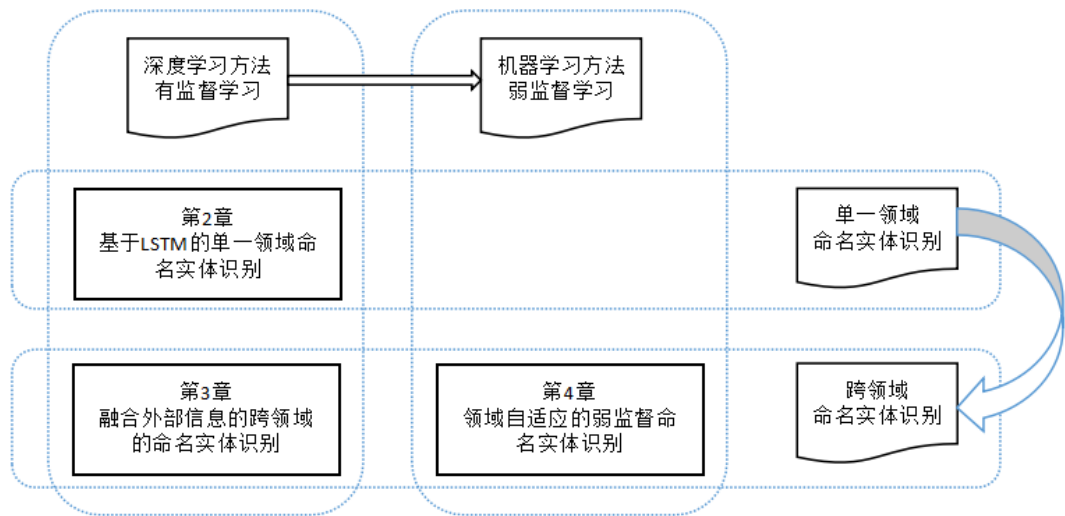 深度学习方法
有监督学习
机器学习方法
弱监督学习
第2章
基于LSTM的单一领域命
名实体识别
单一领域
命名实体识别
第3章
融合外部信息的跨领域
的命名实体识别
第4章
领域自适应的弱监督命
名实体识别
跨领域
命名实体识别